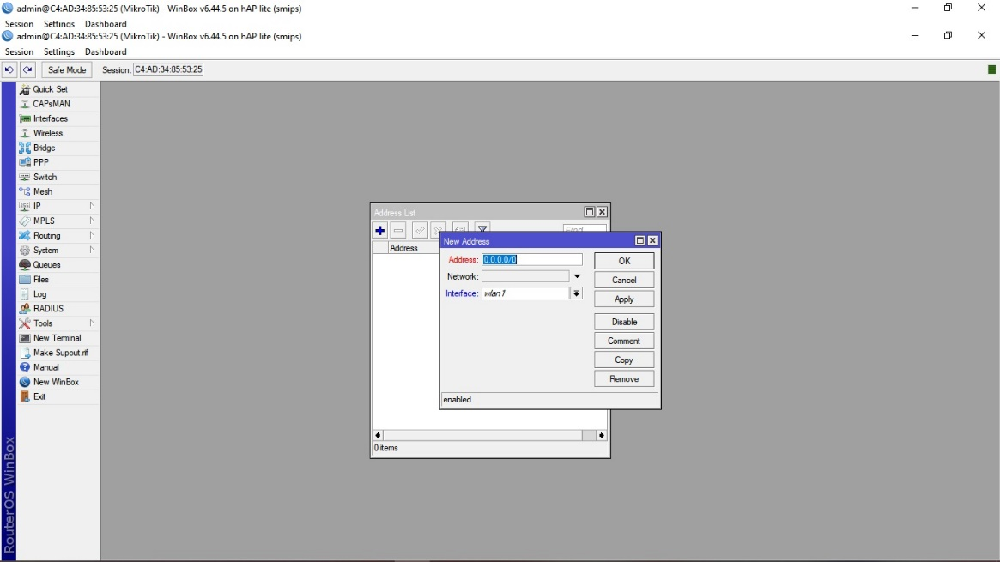 admin@C4:AD:34:85:53:25 (MikroTik) - WinBox v6.44.5 on hAP lite (smips)
Session Settings Dashboard
admin@C4:AD:34:85:53:25 (MikroTik) - WinBox v6.44.5 on hAP lite (smips)
Session Settings Dashboard
Safe Mode Session: C4:AD:34:85:53:25
Quick Set
CAPsMAN
Interfaces
Wireless
Bridge
PPP
Switch
Mesh
IP
MPLS
Routing
System
Queues
Files
Log
RADIUS
Tools
New Terminal
Make Supout.rif
Manual
New WinBox
Exit
RouterOS WinBox
Address List
Find
Address
0 items
New Address
Address: 0.0.0.0/0
Network:
Interface: wlan1
OK
Cancel
Apply
Disable
Comment
Copy
Remove
enabled